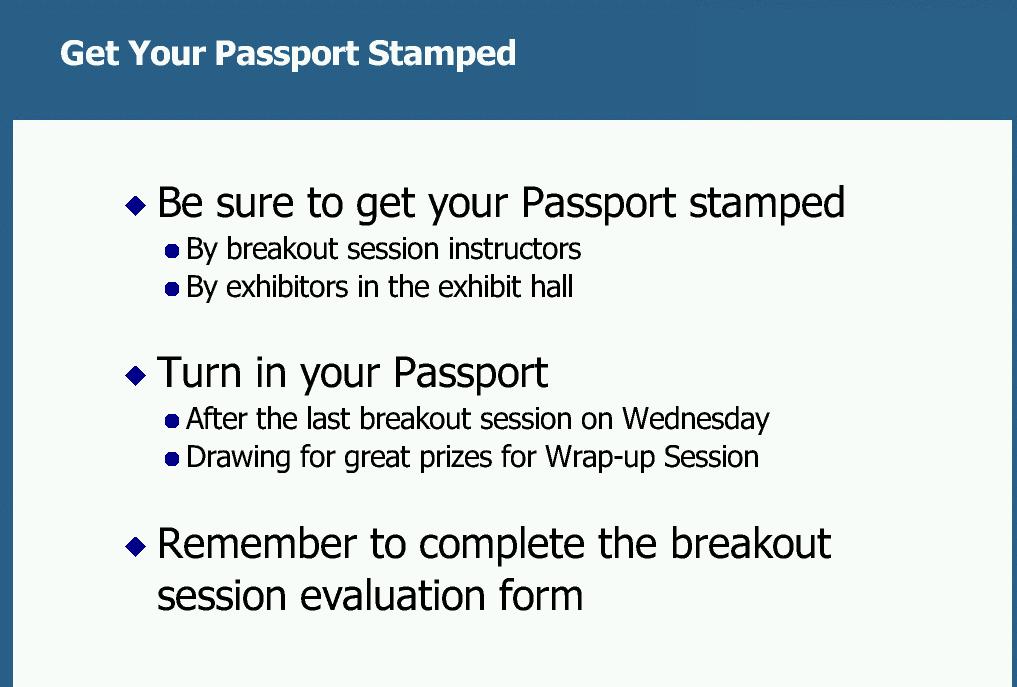 Get Your Passport Stamped
Be sure to get your Passport stamped
By breakout session instructors
By exhibitors in the exhibit hall
Turn in your Passport
After the last breakout session on Wednesday
Drawing for great prizes for Wrap-up Session
Remember to complete the breakout
session evaluation form